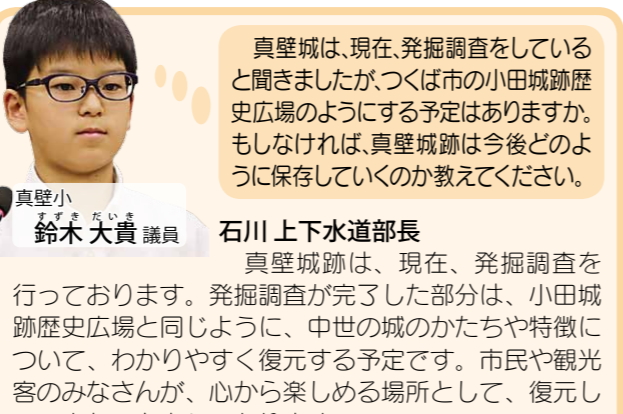 真壁城は、現在、発掘調査をしている
と聞きましたが、つくば市の小田城跡歴
史広場のようにする予定はありますか。
もしなければ、真壁城跡は今後どのよ
うに保存していくのか教えてください。
真壁小
すずき だいき
鈴木 大貴 議員
石川 上下水道部長
真壁城跡は、現在、発掘調査を
行っております。発掘調査が完了した部分は、小田城
跡歴史広場と同じように、中世の城のかたちや特徴に
ついて、わかりやすく復元する予定です。市民や観光
客のみなさんが、心から楽しめる場所として、復元し